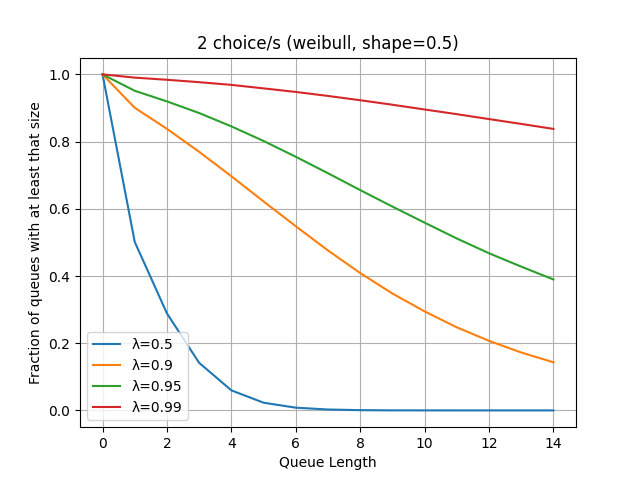 2 choice/s (weibull, shape=0.5)
Fraction of queues with at least that size
1.0
0.8
0.6
0.4
0.2
0.0
λ=0.5
λ=0.9
λ=0.95
λ=0.99
0 2 4 6 8 10 12 14
Queue Length